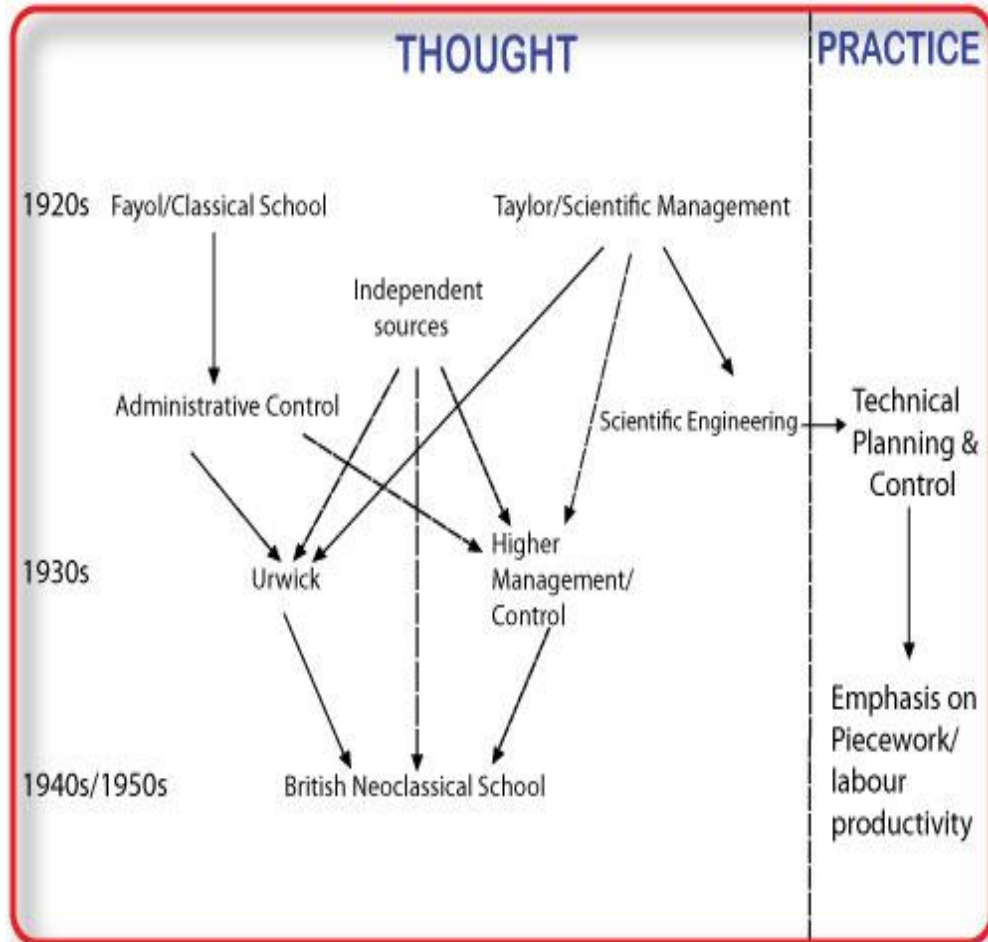 THOUGHT
PRACTICE
1920s
Fayol/Classical School
Taylor/Scientific Management
Independent
sources
Administrative Control
Scientific Engineering
Technical
Planning &
Control
1930s
Urwick
Higher
Management/
Control
Emphasis on
Piecework/
labour
productivity
1940s/1950s
British Neoclassical School